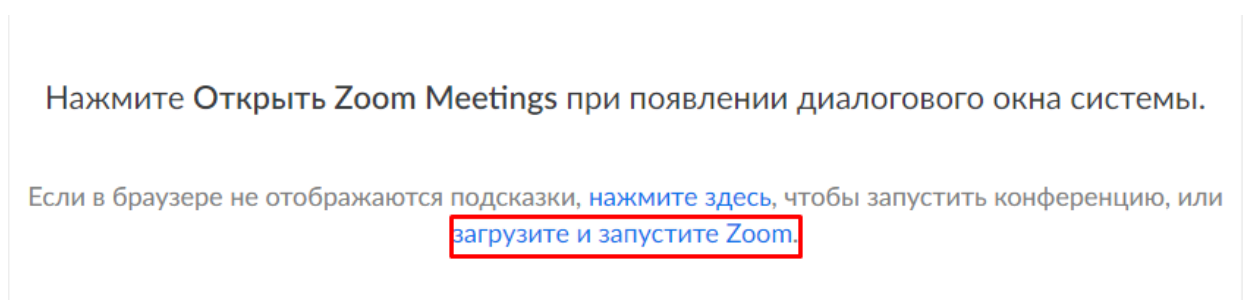 Нажмите Открыть Zoom Meetings при появлении диалогового окна системы.
Если в браузере не отображаются подсказки, нажмите здесь, чтобы запустить конференцию, или
загрузите и запустите Zoom.